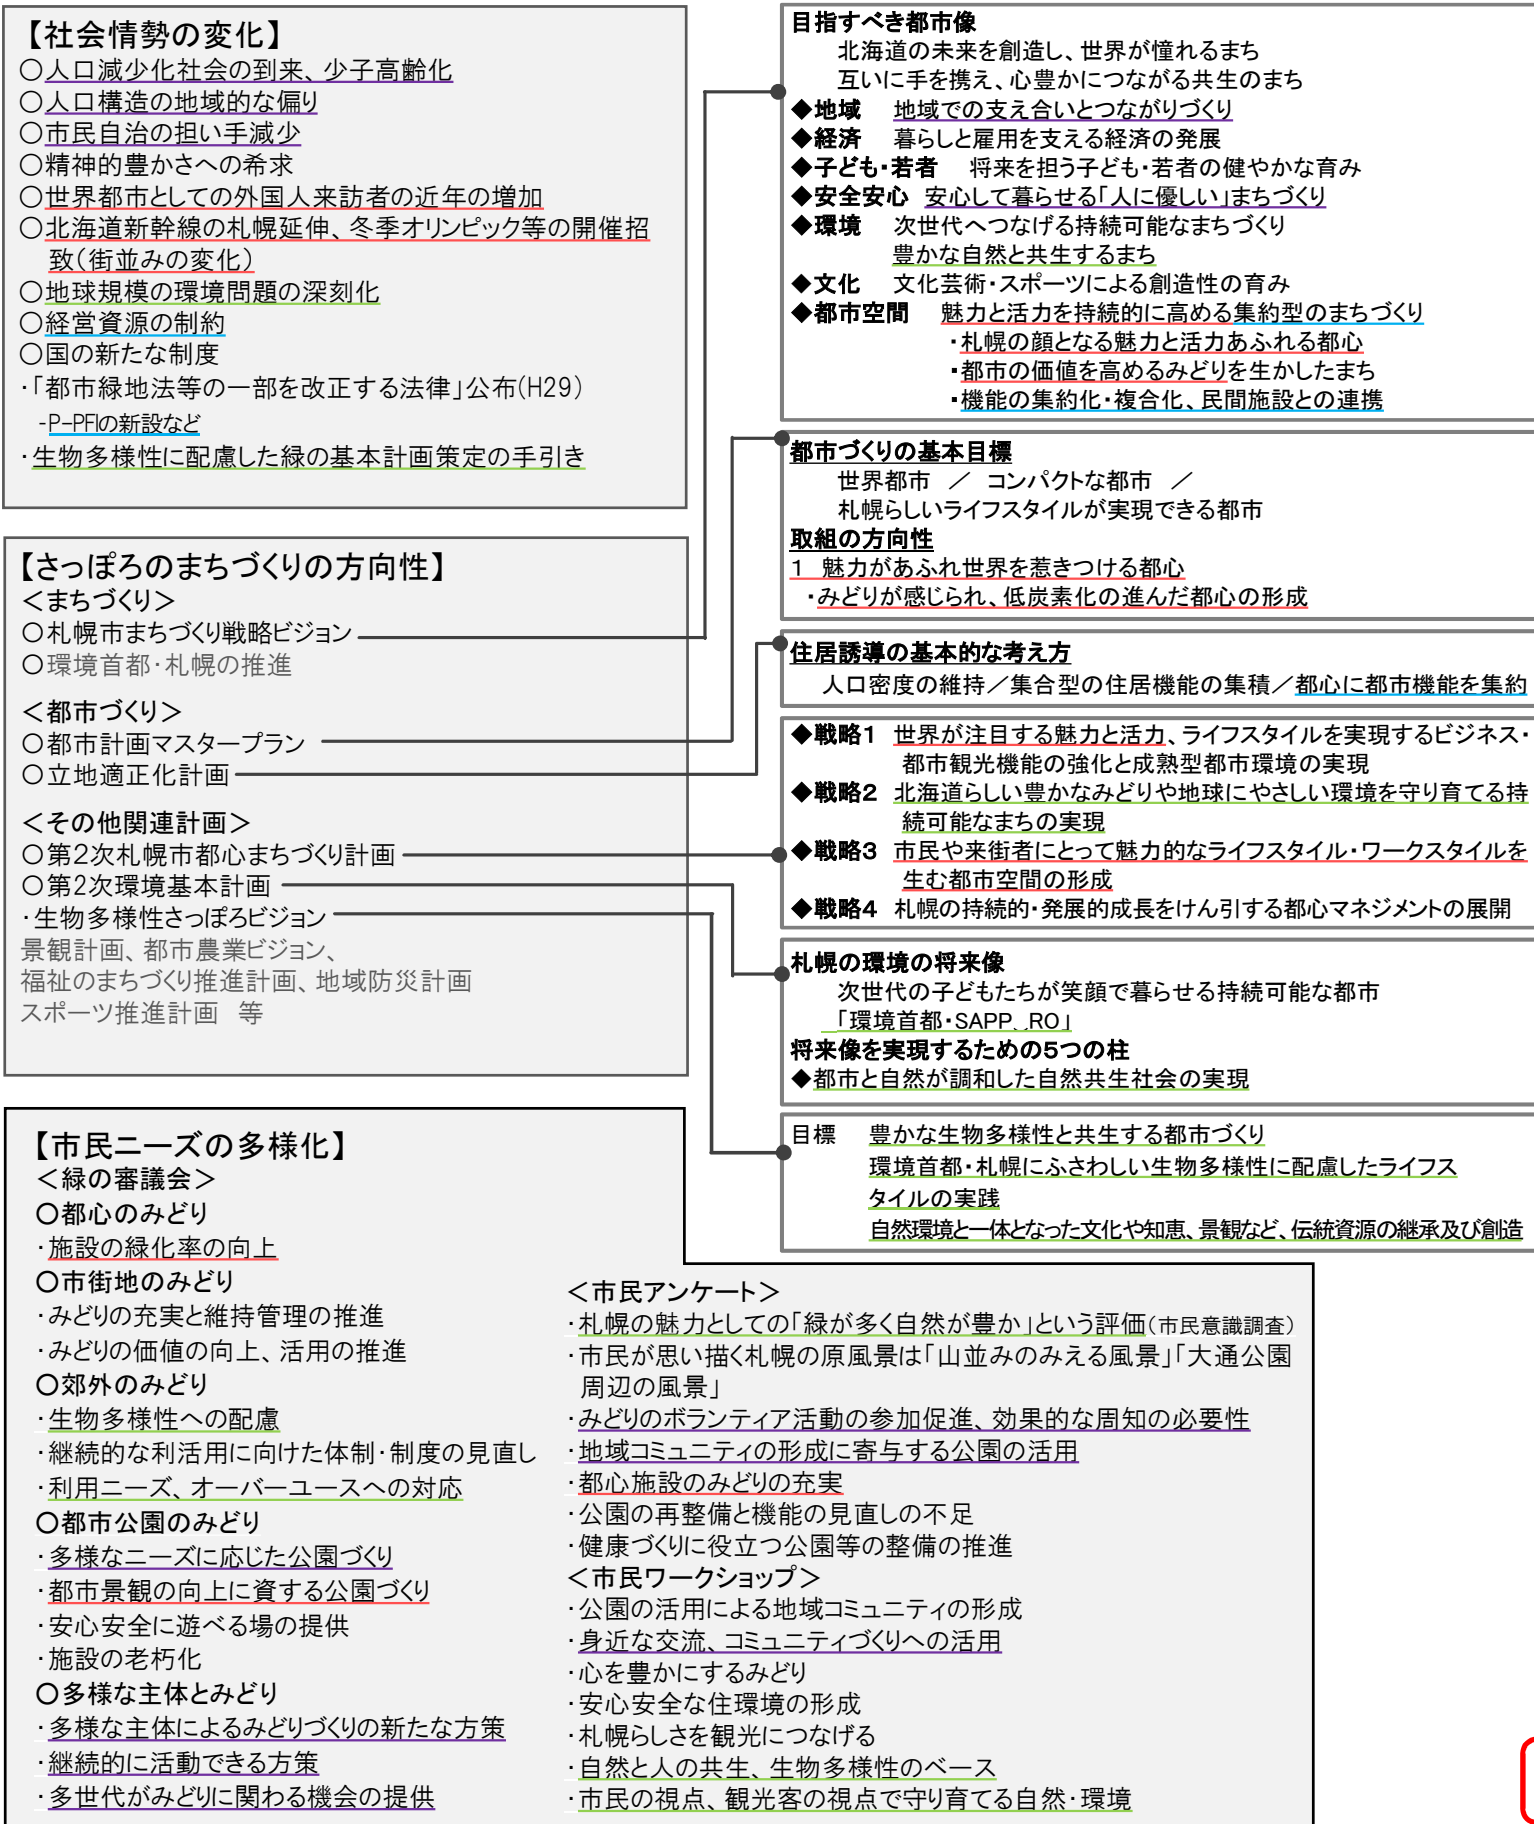 【社会情勢の変化】
○人口減少化社会の到来、少子高齢化
○人口構造の地域的な偏り
○市民自治の担い手減少
○精神的豊かさへの希求
○世界都市としての外国人来訪者の近年の増加
○北海道新幹線の札幌延伸、冬季オリンピック等の開催招
致(街並みの変化)
○地球規模の環境問題の深刻化
○経営資源の制約
○国の新たな制度
・「都市緑地法等の一部を改正する法律」公布(H29)
-P-PFIの新設など
・生物多様性に配慮した緑の基本計画策定の手引き
【さっぽろのまちづくりの方向性】
＜まちづくり＞
○札幌市まちづくり戦略ビジョン
○環境首都・札幌の推進
＜都市づくり＞
○都市計画マスタープラン
○立地適正化計画
＜その他関連計画＞
○第2次札幌市都心まちづくり計画
○第2次環境基本計画
・生物多様性さっぽろビジョン
景観計画、都市農業ビジョン、
福祉のまちづくり推進計画、地域防災計画
スポーツ推進計画　等
目指すべき都市像
北海道の未来を創造し、世界が憧れるまち
互いに手を携え、心豊かにつながる共生のまち
◆地域　地域での支え合いとつながりづくり
◆経済　暮らしと雇用を支える経済の発展
◆子ども・若者　将来を担う子ども・若者の健やかな育み
◆安全安心　安心して暮らせる「人に優しい」まちづくり
◆環境　次世代へつなげる持続可能なまちづくり
豊かな自然と共生するまち
◆文化　文化芸術・スポーツによる創造性の育み
◆都市空間　魅力と活力を持続的に高める集約型のまちづくり
・札幌の顔となる魅力と活力あふれる都心
・都市の価値を高めるみどりを生かしたまち
・機能の集約化・複合化、民間施設との連携
都市づくりの基本目標
世界都市　／　コンパクトな都市　／
札幌らしいライフスタイルが実現できる都市
取組の方向性
1　魅力があふれ世界を惹きつける都心
・みどりが感じられ、低炭素化の進んだ都心の形成
住居誘導の基本的な考え方
人口密度の維持／集合型の住居機能の集積／都心に都市機能を集約
◆戦略1　世界が注目する魅力と活力、ライフスタイルを実現するビジネス・
都市観光機能の強化と成熟型都市環境の実現
◆戦略2　北海道らしい豊かなみどりや地球にやさしい環境を守り育てる持
続可能なまちの実現
◆戦略3　市民や来街者にとって魅力的なライフスタイル・ワークスタイルを
生む都市空間の形成
◆戦略4　札幌の持続的・発展的成長をけん引する都心マネジメントの展開
札幌の環境の将来像
次世代の子どもたちが笑顔で暮らせる持続可能な都市
「環境首都・SAPP‿RO」
将来像を実現するための5つの柱
◆都市と自然が調和した自然共生社会の実現
目標　豊かな生物多様性と共生する都市づくり
環境首都・札幌にふさわしい生物多様性に配慮したライフス
タイルの実践
自然環境と一体となった文化や知恵、景観など、伝統資源の継承及び創造
【市民ニーズの多様化】
＜緑の審議会＞
○都心のみどり
・施設の緑化率の向上
○市街地のみどり
・みどりの充実と維持管理の推進
・みどりの価値の向上、活用の推進
○郊外のみどり
・生物多様性への配慮
・継続的な利活用に向けた体制・制度の見直し
・利用ニーズ、オーバーユースへの対応
○都市公園のみどり
・多様なニーズに応じた公園づくり
・都市景観の向上に資する公園づくり
・安心安全に遊べる場の提供
・施設の老朽化
○多様な主体とみどり
・多様な主体によるみどりづくりの新たな方策
・継続的に活動できる方策
・多世代がみどりに関わる機会の提供
＜市民アンケート＞
・札幌の魅力としての「緑が多く自然が豊か」という評価(市民意識調査)
・市民が思い描く札幌の原風景は「山並みのみえる風景」「大通公園
周辺の風景」
・みどりのボランティア活動の参加促進、効果的な周知の必要性
・地域コミュニティの形成に寄与する公園の活用
・都心施設のみどりの充実
・公園の再整備と機能の見直しの不足
・健康づくりに役立つ公園等の整備の推進
＜市民ワークショップ＞
・公園の活用による地域コミュニティの形成
・身近な交流、コミュニティづくりへの活用
・心を豊かにするみどり
・安心安全な住環境の形成
・札幌らしさを観光につなげる
・自然と人の共生、生物多様性のベース
・市民の視点、観光客の視点で守り育てる自然・環境